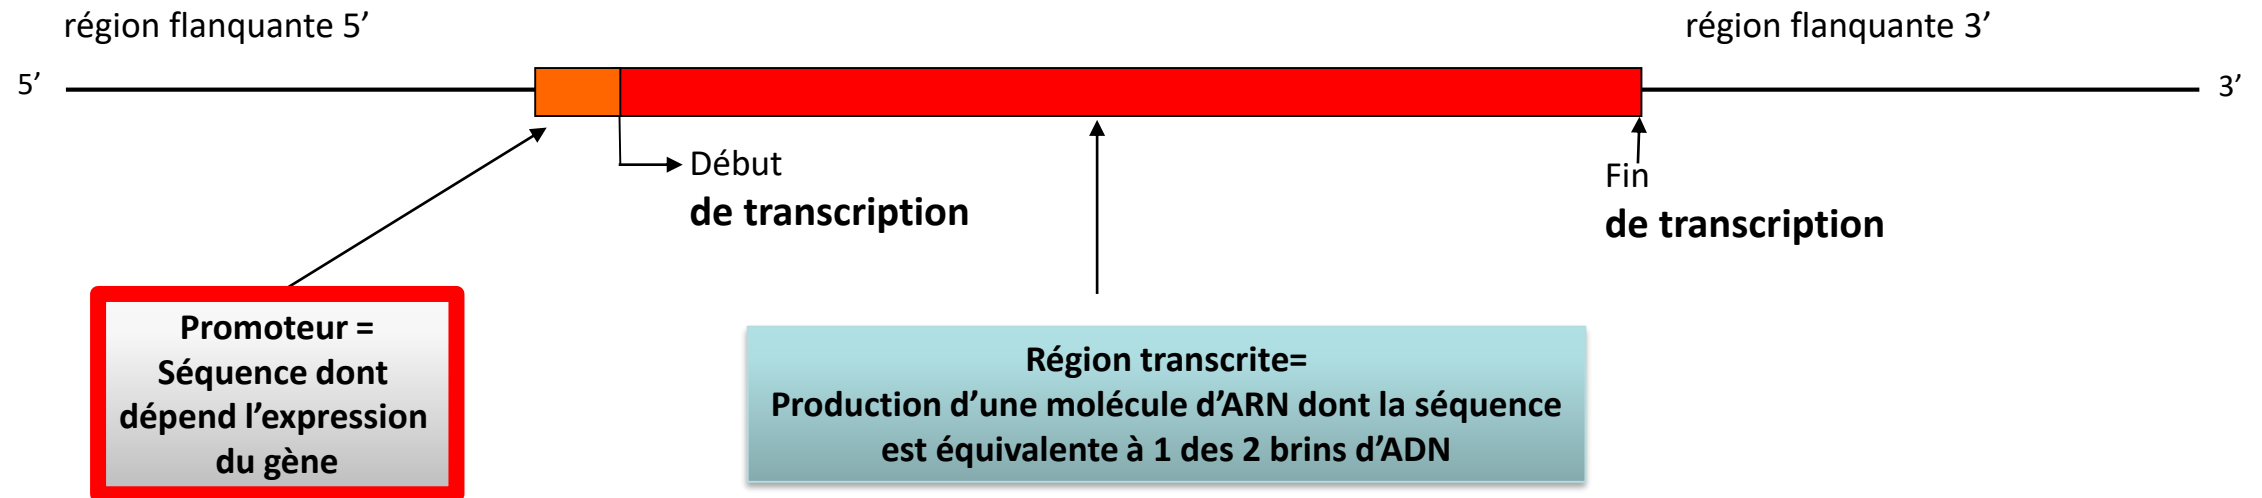 région flanquante 5’
région flanquante 3’
5’
3’
Début
de transcription
Fin
de transcription
Promoteur =
Séquence dont
dépend l’expression
du gène
Région transcrite=
Production d’une molécule d’ARN dont la séquence
est équivalente à 1 des 2 brins d’ADN